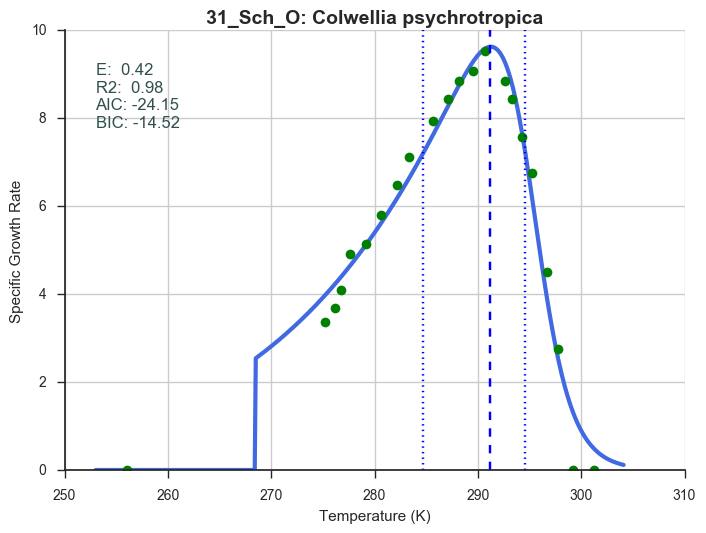 31_Sch_O: Colwellia psychrotropica
E:  0.42
R2:  0.98
AIC: -24.15
BIC: -14.52
Specific Growth Rate
10
8
6
4
2
0
250 260 270 280 290 300 310
Temperature (K)